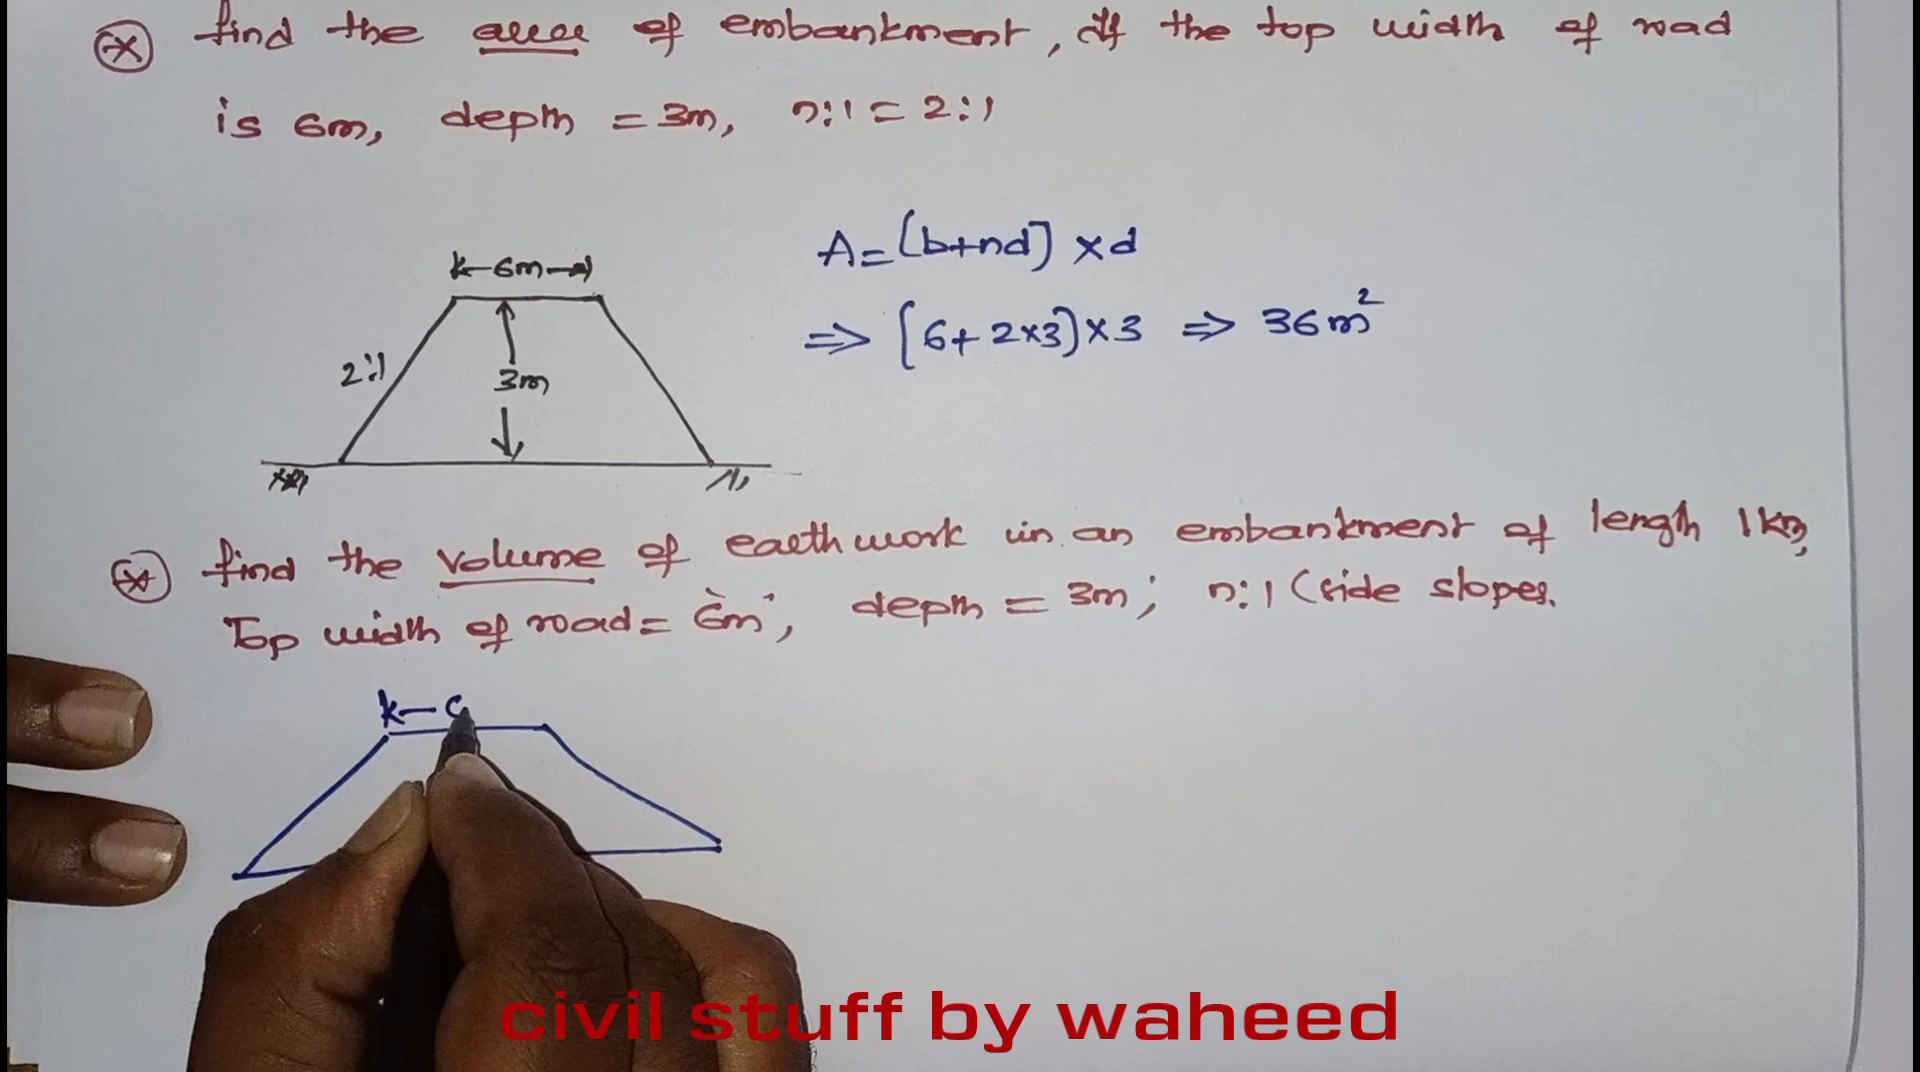 find the area of embankment, If the top width of road
is 6m, depth = 3m, n:1 = 2:1
A = (b+nd) × d
k-6m-
⇒ (6+2×3)×3 ⇒ 36m²
2:1
3m
find the volume of earthwork in an embankment of length 1km,
Top width of road = 6m, depth = 3m; n:1 (side slopes.
civil stuff by waheed